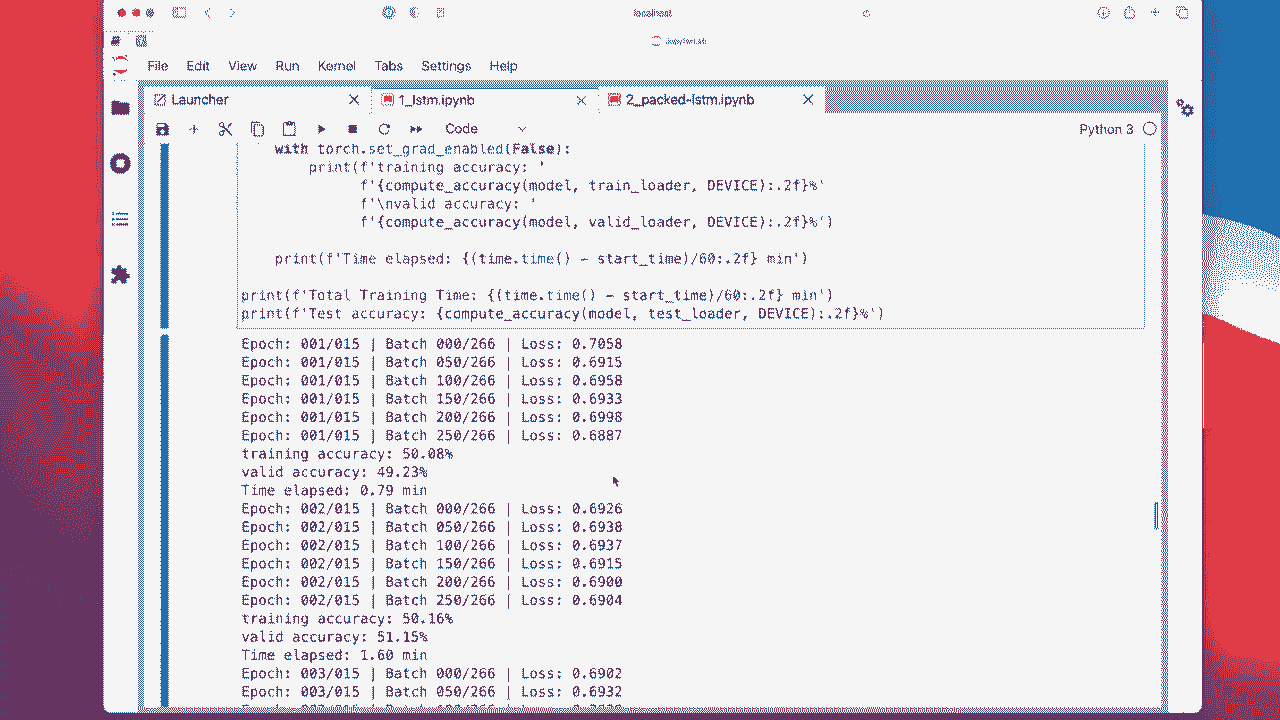 localhost
JupyterLab
File Edit View Run Kernel Tabs Settings Help
Launcher 1_lstm.ipynb 2_packed-lstm.ipynb
Code Python 3
with torch.set_grad_enabled(False):
print(f'training accuracy: '
f'{compute_accuracy(model, train_loader, DEVICE):.2f}%'
f'\nvalid accuracy: '
f'{compute_accuracy(model, valid_loader, DEVICE):.2f}%')
print(f'Time elapsed: {(time.time() - start_time)/60:.2f} min')
print(f'Total Training Time: {(time.time() - start_time)/60:.2f} min')
print(f'Test accuracy: {compute_accuracy(model, test_loader, DEVICE):.2f}%')
Epoch: 001/015 | Batch 000/266 | Loss: 0.7058
Epoch: 001/015 | Batch 050/266 | Loss: 0.6915
Epoch: 001/015 | Batch 100/266 | Loss: 0.6958
Epoch: 001/015 | Batch 150/266 | Loss: 0.6933
Epoch: 001/015 | Batch 200/266 | Loss: 0.6998
Epoch: 001/015 | Batch 250/266 | Loss: 0.6887
training accuracy: 50.08%
valid accuracy: 49.23%
Time elapsed: 0.79 min
Epoch: 002/015 | Batch 000/266 | Loss: 0.6926
Epoch: 002/015 | Batch 050/266 | Loss: 0.6938
Epoch: 002/015 | Batch 100/266 | Loss: 0.6937
Epoch: 002/015 | Batch 150/266 | Loss: 0.6915
Epoch: 002/015 | Batch 200/266 | Loss: 0.6900
Epoch: 002/015 | Batch 250/266 | Loss: 0.6904
training accuracy: 50.16%
valid accuracy: 51.15%
Time elapsed: 1.60 min
Epoch: 003/015 | Batch 000/266 | Loss: 0.6902
Epoch: 003/015 | Batch 050/266 | Loss: 0.6932